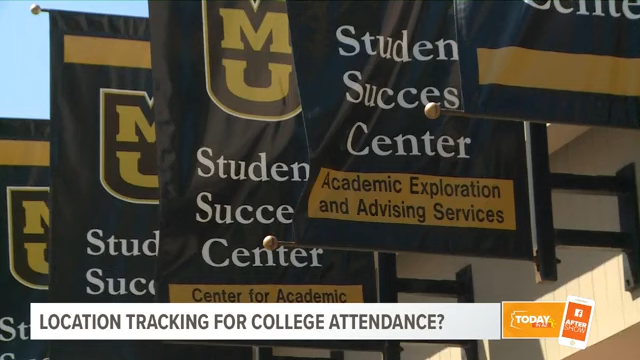 MU
Studen
Succes
Center
Academic Exploration
and Advising Services
Center
MU
Studen
Succe
Center
Center for Academic
MU
Stud
Succ
St
LOCATION TRACKING FOR COLLEGE ATTENDANCE?
TODAY
AFTER
SHOW